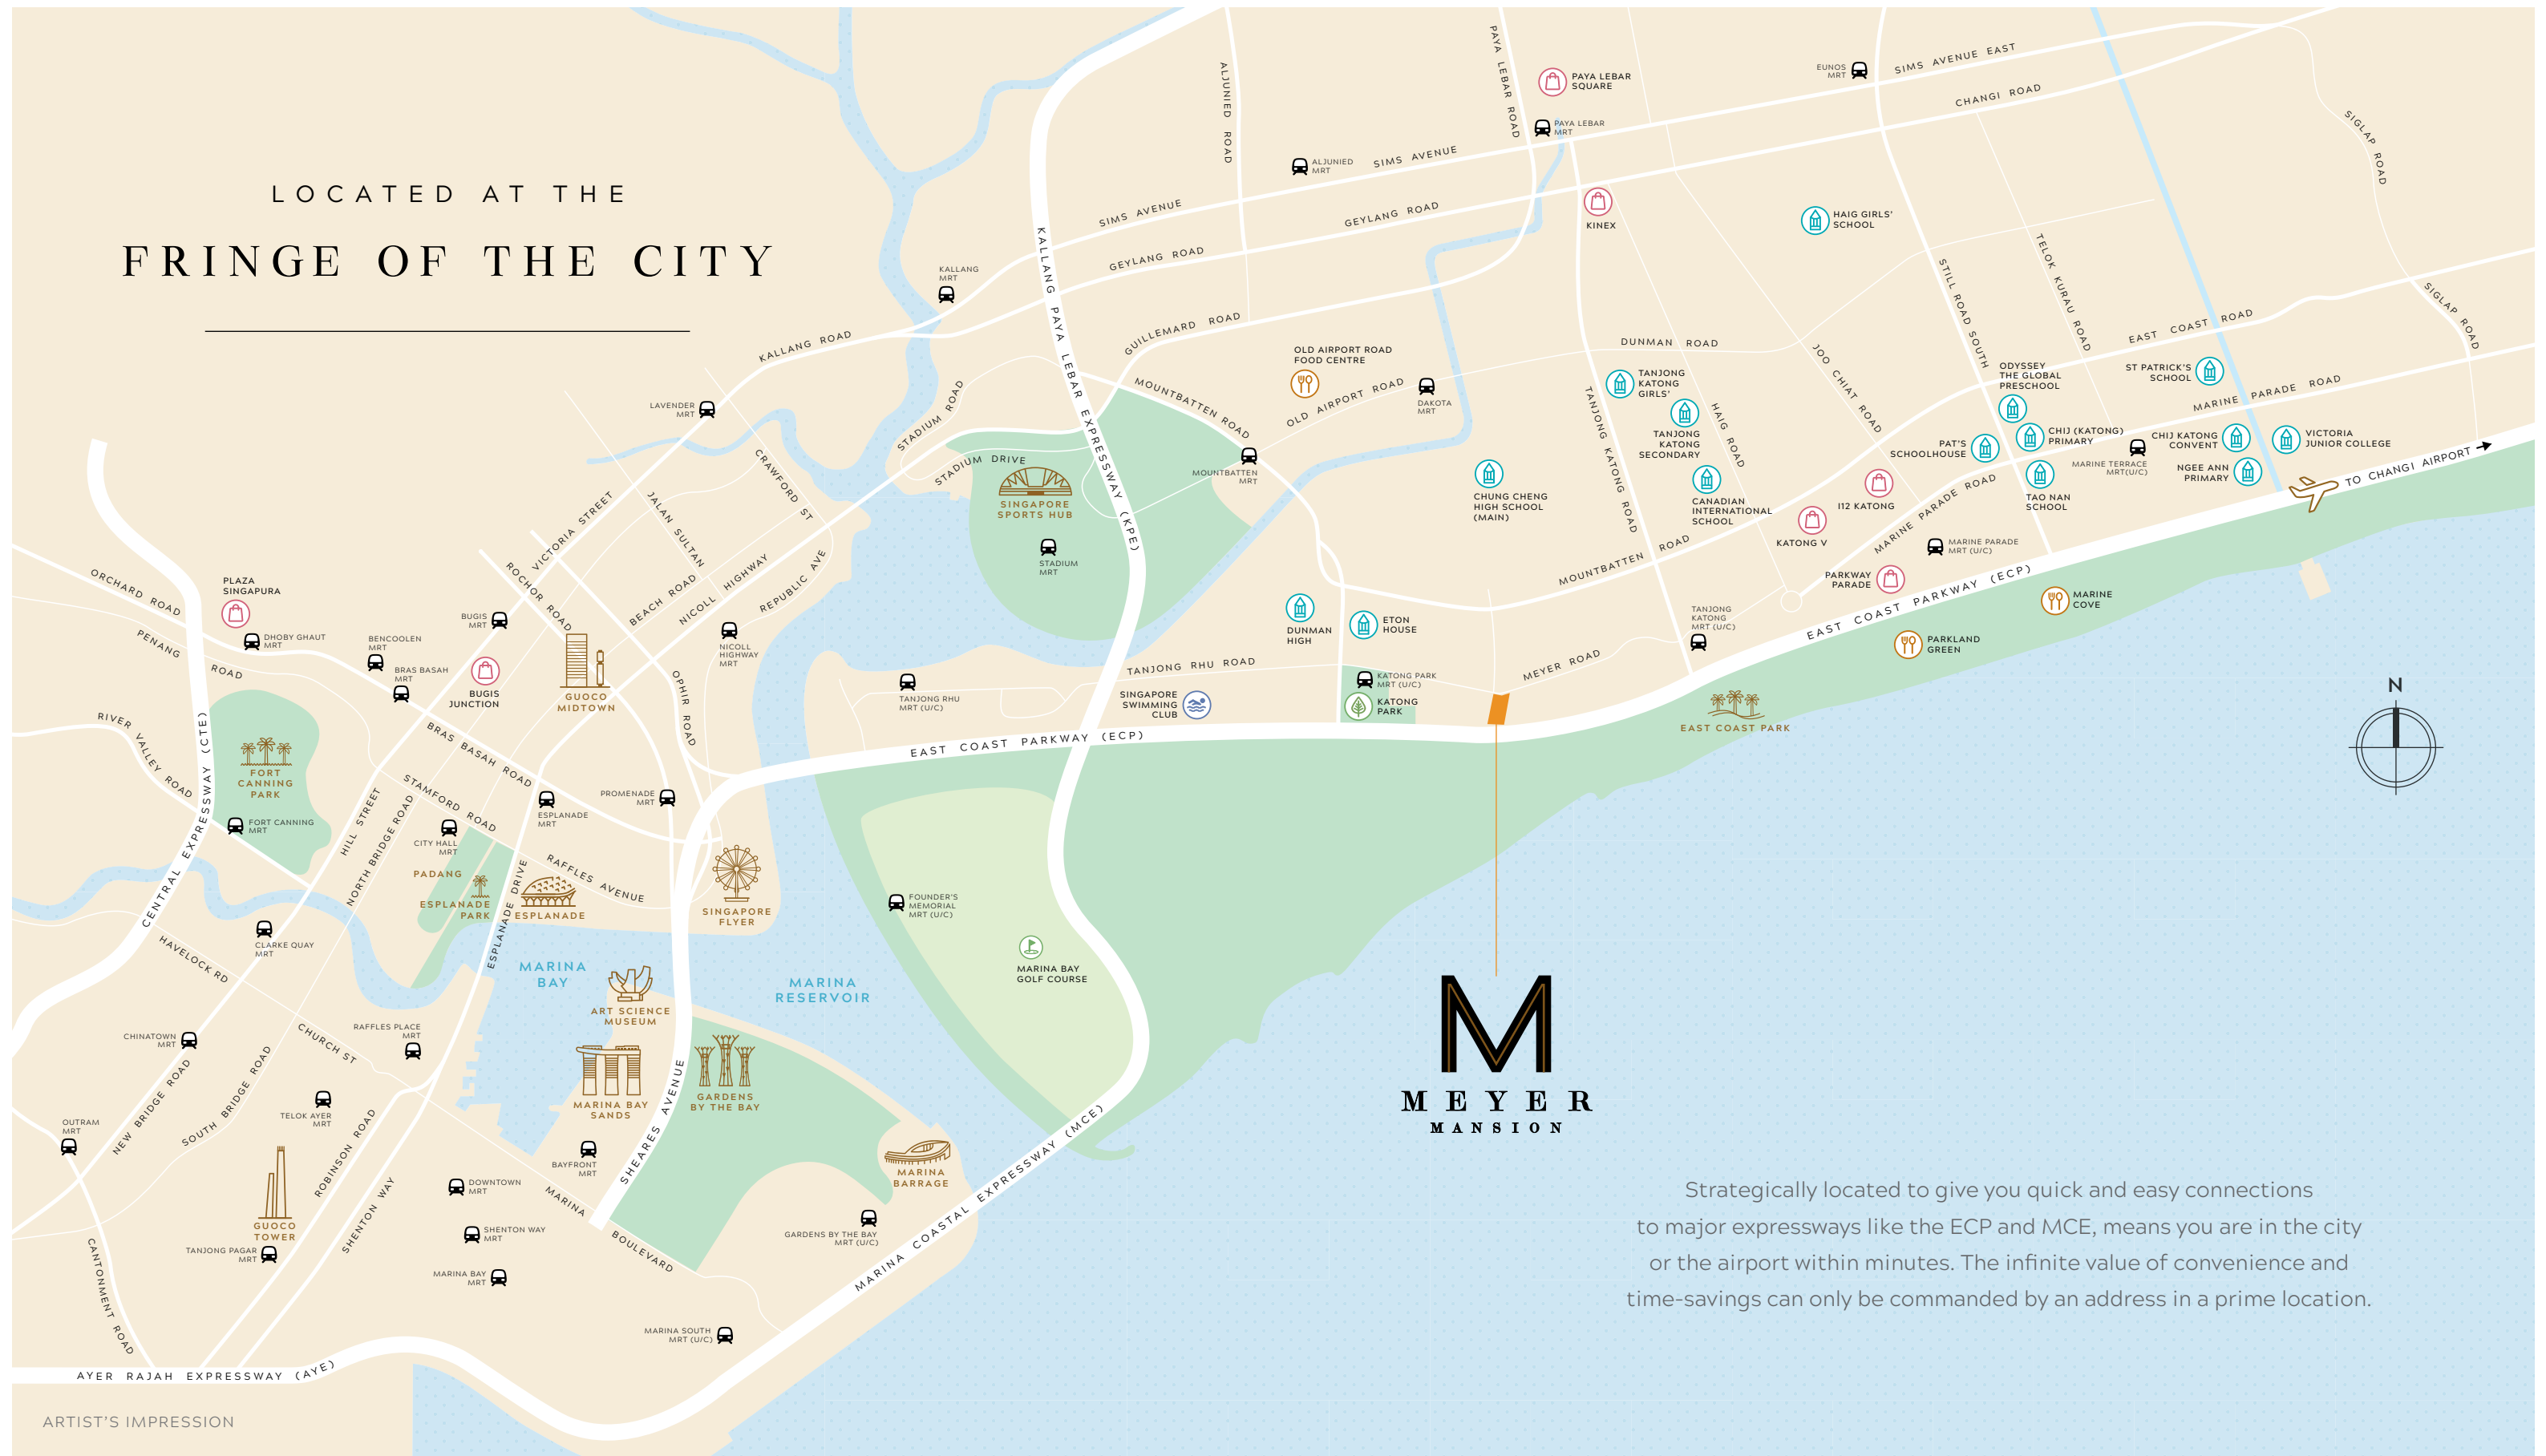 LOCATED AT THE
FRINGE OF THE CITY
PAYA LEBAR ROAD
PAYA LEBAR
SQUARE
PAYA LEBAR
MRT
EUNOS
MRT
SIMS AVENUE EAST
CHANGI ROAD
SIGLAP ROAD
SIGLAP ROAD
ALJUNIED ROAD
ALJUNIED
MRT
SIMS AVENUE
SIMS AVENUE
GEYLANG ROAD
GEYLANG ROAD
KINEX
HAIG GIRLS'
SCHOOL
KALLANG
MRT
KALLANG PAYA LEBAR EXPRESSWAY (KPE)
KALLANG ROAD
GUILLEMARD ROAD
MOUNTBATTEN ROAD
OLD AIRPORT ROAD
FOOD CENTRE
OLD AIRPORT ROAD
DAKOTA
MRT
DUNMAN ROAD
JOO CHIAT ROAD
STILL ROAD SOUTH
TELOK KURAU ROAD
EAST COAST ROAD
MARINE PARADE ROAD
TANJONG
KATONG
GIRLS'
TANJONG
KATONG
SECONDARY
HAIG ROAD
TANJONG KATONG ROAD
CANADIAN
INTERNATIONAL
SCHOOL
ODYSSEY
THE GLOBAL
PRESCHOOL
ST PATRICK'S
SCHOOL
PAT'S
SCHOOLHOUSE
CHIJ (KATONG)
PRIMARY
MARINE TERRACE
MRT(U/C)
CHIJ KATONG
CONVENT
NGEE ANN
PRIMARY
VICTORIA
JUNIOR COLLEGE
TAO NAN
SCHOOL
TO CHANGI AIRPORT
I12 KATONG
KATONG V
MARINE PARADE ROAD
MARINE PARADE
MRT (U/C)
PARKWAY
PARADE
CHUNG CHENG
HIGH SCHOOL
(MAIN)
MOUNTBATTEN ROAD
MOUNTBATTEN
MRT
LAVENDER
MRT
CRAWFORD ST
STADIUM ROAD
STADIUM DRIVE
SINGAPORE
SPORTS HUB
STADIUM
MRT
VICTORIA STREET
JALAN SULTAN
ROCHOR ROAD
BEACH ROAD
NICOLL HIGHWAY
REPUBLIC AVE
NICOLL
HIGHWAY
MRT
ORCHARD ROAD
PLAZA
SINGAPURA
DHOBY GHAUT
MRT
PENANG ROAD
BENCOOLEN
MRT
BRAS BASAH
MRT
BUGIS
MRT
BUGIS
JUNCTION
GUOCO
MIDTOWN
OPHIR ROAD
DUNMAN
HIGH
ETON
HOUSE
TANJONG RHU ROAD
TANJONG RHU
MRT (U/C)
SINGAPORE
SWIMMING
CLUB
KATONG PARK
MRT (U/C)
KATONG
PARK
MEYER ROAD
TANJONG
KATONG
MRT (U/C)
EAST COAST PARKWAY (ECP)
EAST COAST PARKWAY (ECP)
MARINE
COVE
PARKLAND
GREEN
EAST COAST PARK
N
RIVER VALLEY ROAD
CENTRAL EXPRESSWAY (CTE)
FORT
CANNING
PARK
FORT CANNING
MRT
BRAS BASAH ROAD
STAMFORD ROAD
HILL STREET
NORTH BRIDGE ROAD
CITY HALL
MRT
ESPLANADE
MRT
PROMENADE
MRT
RAFFLES AVENUE
PADANG
ESPLANADE
PARK
ESPLANADE
ESPLANADE DRIVE
SINGAPORE
FLYER
FOUNDER'S
MEMORIAL
MRT (U/C)
MARINA BAY
GOLF COURSE
MARINA
BAY
MARINA
RESERVOIR
ART SCIENCE
MUSEUM
CLARKE QUAY
MRT
HAVELOCK RD
CHURCH ST
RAFFLES PLACE
MRT
CHINATOWN
MRT
NEW BRIDGE ROAD
SOUTH BRIDGE ROAD
TELOK AYER
MRT
OUTRAM
MRT
ROBINSON ROAD
SHENTON WAY
GUOCO
TOWER
TANJONG PAGAR
MRT
CANTONMENT ROAD
MARINA BAY
SANDS
GARDENS
BY THE BAY
SHEARES AVENUE
BAYFRONT
MRT
DOWNTOWN
MRT
SHENTON WAY
MRT
MARINA BAY
MRT
MARINA BOULEVARD
MARINA
BARRAGE
GARDENS BY THE BAY
MRT (U/C)
MARINA COASTAL EXPRESSWAY (MCE)
MARINA SOUTH
MRT (U/C)
AYER RAJAH EXPRESSWAY (AYE)
M
MEYER
MANSION
Strategically located to give you quick and easy connections
to major expressways like the ECP and MCE, means you are in the city
or the airport within minutes. The infinite value of convenience and
time-savings can only be commanded by an address in a prime location.
ARTIST'S IMPRESSION